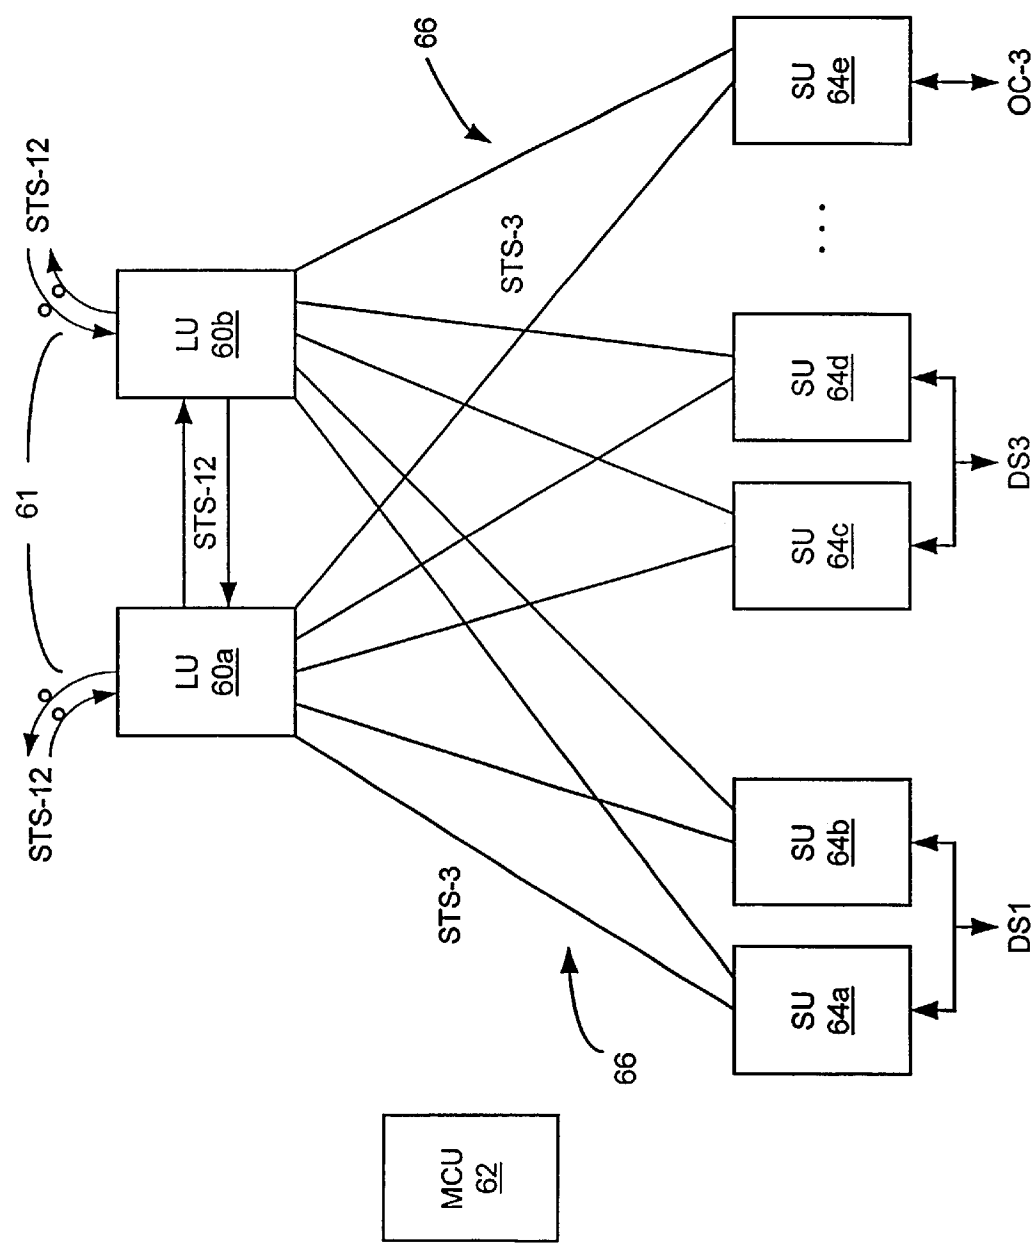 61
STS-12
STS-12
LU
60a
STS-12
LU
60b
66
STS-3
MCU
62
STS-3
66
SU
64a
SU
64b
SU
64c
SU
64d
. . .
SU
64e
DS1
DS3
OC-3